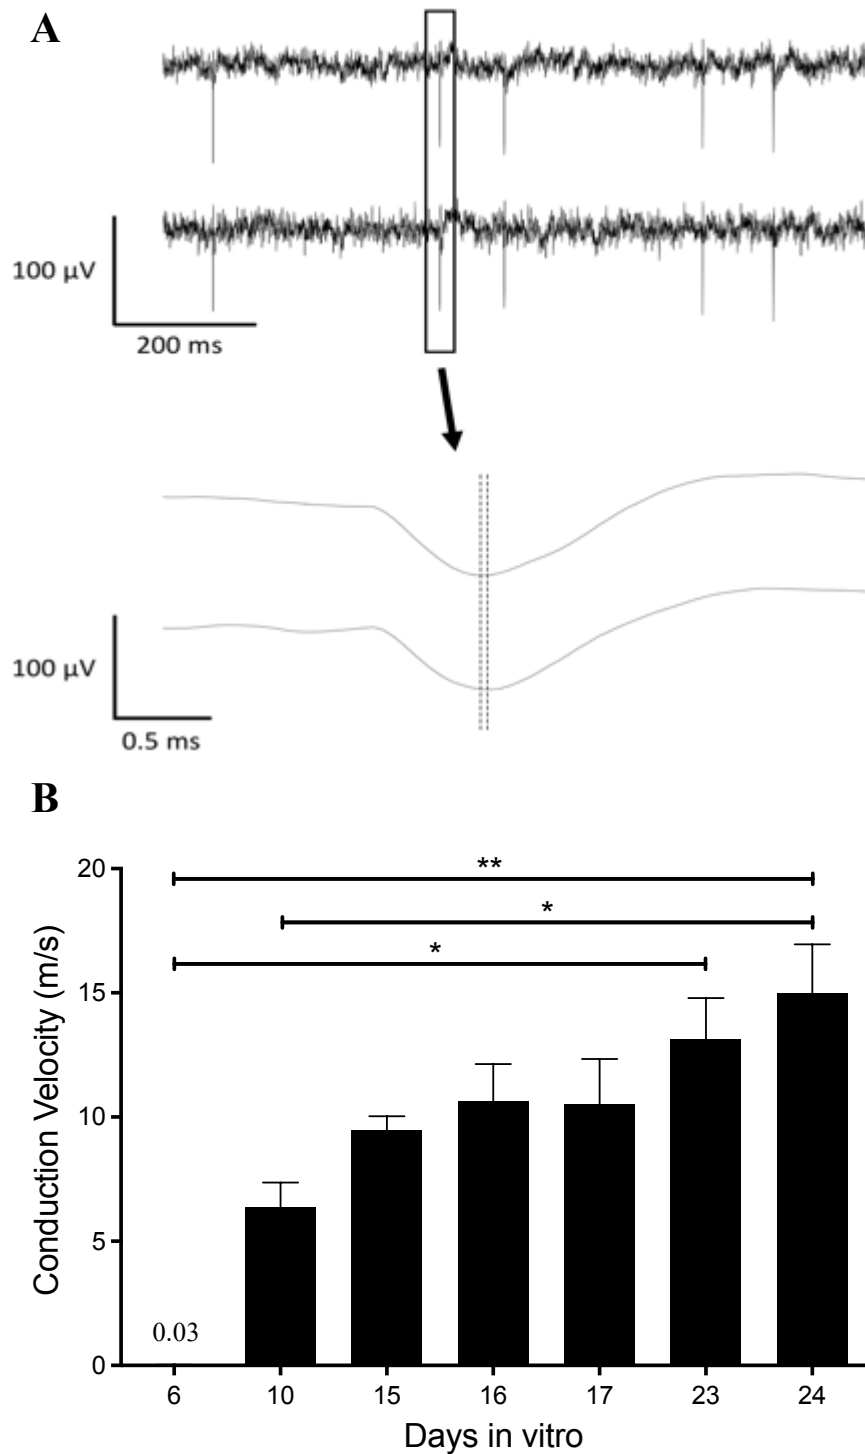 A
100 µV
200 ms
100 µV
0.5 ms
B
20
**
*
*
15
10
5
0.03
0
6 10 15 16 17 23 24
Conduction Velocity (m/s)
Days in vitro